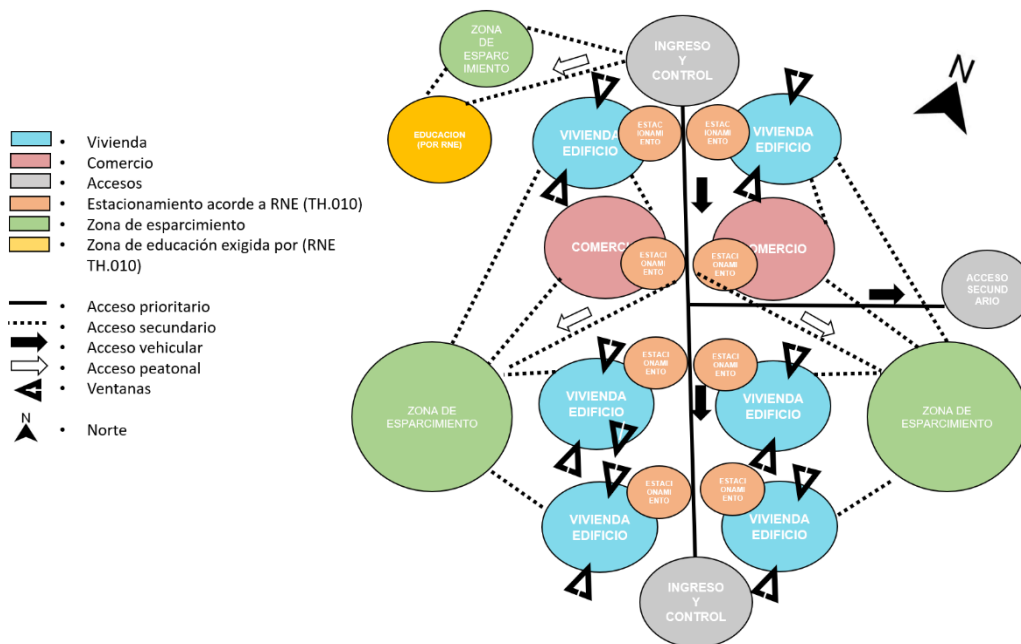 Vivienda
Comercio
Accesos
Estacionamiento acorde a RNE (TH.010)
Zona de esparcimiento
Zona de educación exigida por (RNE
TH.010)
Acceso prioritario
Acceso secundario
Acceso vehicular
Acceso peatonal
Ventanas
N
Norte
ZONA
DE
ESPARC
IMIENTO
INGRESO
Y
CONTROL
N
EDUCACION
(POR RNE)
VIVIENDA
EDIFICIO
ESTAC
IONAMI
ENTO
ESTAC
IONAMI
ENTO
VIVIENDA
EDIFICIO
COMERCIO
ESTACI
ONAMI
ENTO
ESTACI
ONAMI
ENTO
OMERCIO
ACCESO
SECUND
ARIO
ZONA DE
ESPARCIMIENTO
VIVIENDA
EDIFICIO
ESTACI
ONAMI
ENTO
ESTACI
ONAMI
ENTO
VIVIENDA
EDIFICIO
ZONA DE
ESPARCIMIENTO
VIVIENDA
EDIFICIO
ESTACI
ONAMI
ENTO
ESTACI
ONAMI
ENTO
VIVIENDA
EDIFICIO
INGRESO
Y
CONTROL